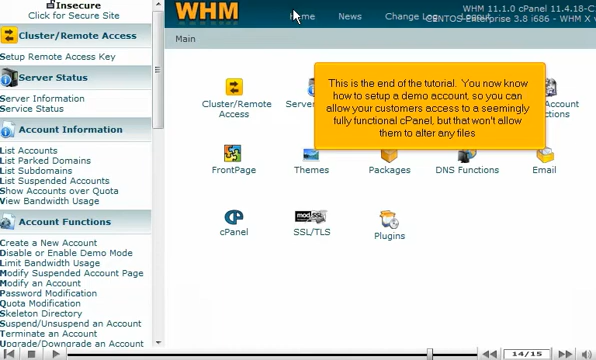 Insecure
Click for Secure Site
WHM
Home News Change Log Logout
WHM 11.1.0 cPanel 11.4.18-C
CENTOS Enterprise 3.8 i686 - WHM X v
Main
Cluster/Remote Access
Setup Remote Access Key
Server Status
Server Information
Service Status
Account Information
List Accounts
List Parked Domains
List Subdomains
List Suspended Accounts
Show Accounts over Quota
View Bandwidth Usage
Account Functions
Create a New Account
Disable or Enable Demo Mode
Limit Bandwidth Usage
Modify Suspended Account Page
Modify an Account
Password Modification
Quota Modification
Skeleton Directory
Suspend/Unsuspend an Account
Terminate an Account
Upgrade/Downgrade an Account
Cluster/Remote
Access
This is the end of the tutorial. You now know
how to setup a demo account, so you can
allow your customers access to a seemingly
fully functional cPanel, but that won't allow
them to alter any files
FrontPage
Themes
Packages
DNS Functions
Email
cPanel
mod SSL
SSL/TLS
Plugins
14/15